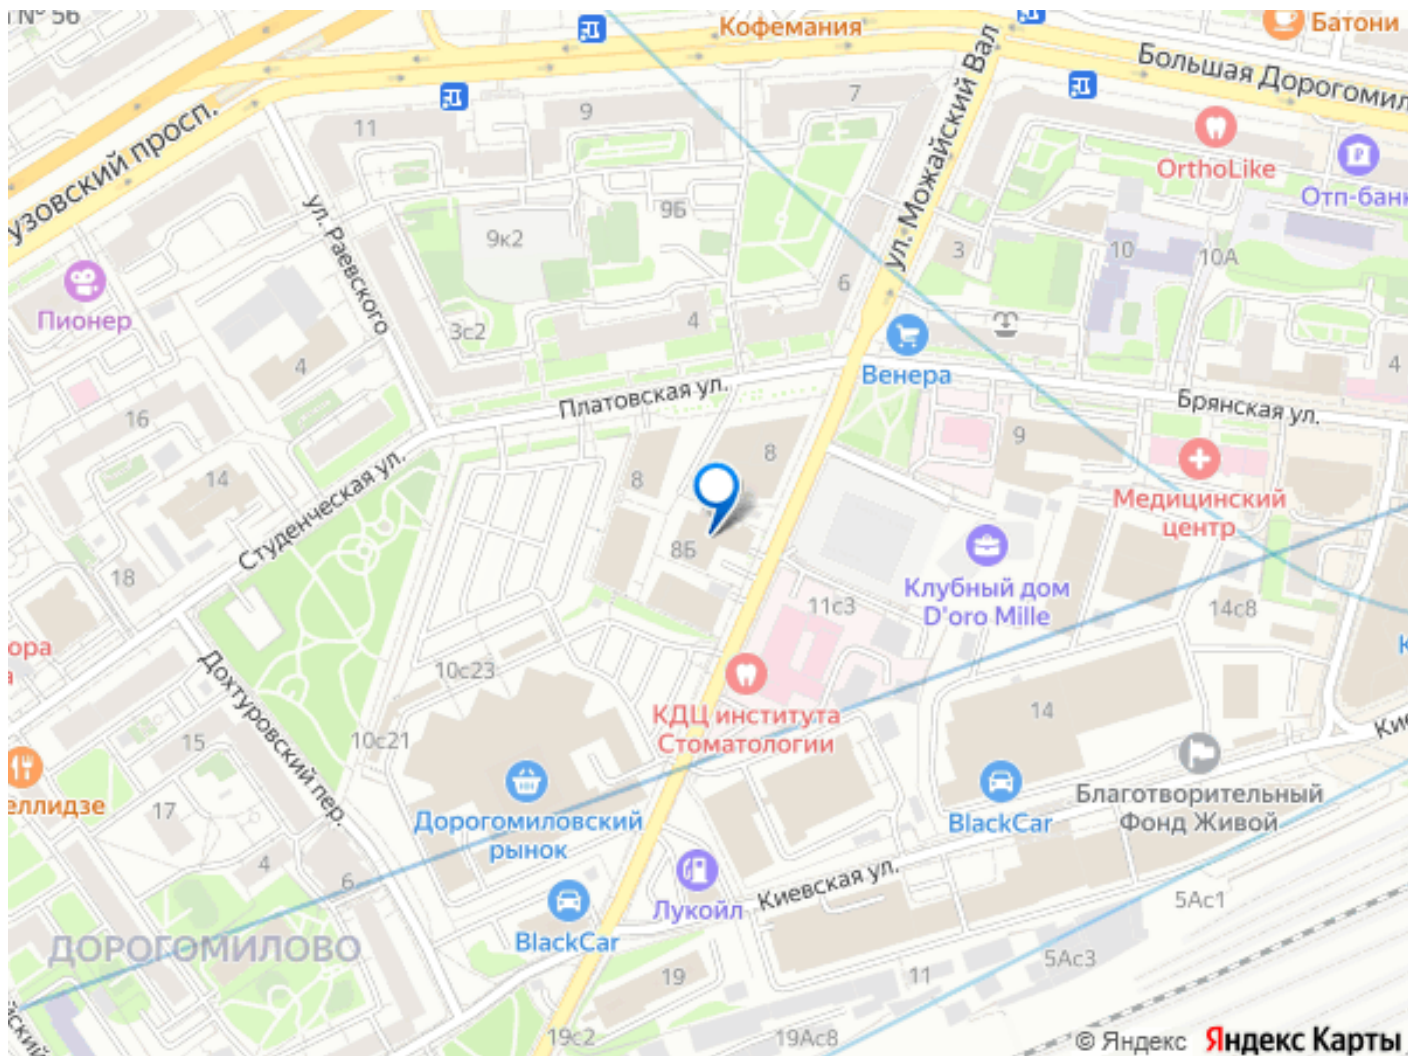 № 56
Кофемания
Батони
Большая Дорогомил
узовский просп.
ул. Можайский Вал
11
9
7
OrthoLike
Отп-банк
ул. Раевского
9к2
9Б
3
10
10А
Пионер
6
3с2
4
4
Венера
4
Платовская ул.
Брянская ул.
16
8
9
14
8
Медицинский
центр
Студенческая ул.
8Б
18
Клубный дом
D'oro Mille
11с3
14с8
ора
а
К
10с23
Дохтуровский пер.
КДЦ института
Стоматологии
14
Кие
15
10с21
еллидзе
17
Дорогомиловский
рынок
BlackCar
Благотворительный
Фонд Живой
4
6
Киевская ул.
5Ас1
Лукойл
BlackCar
ДОРОГОМИЛОВО
19
11
5Ас3
йский
19с2
19Ас8
© Яндекс Яндекс Карты